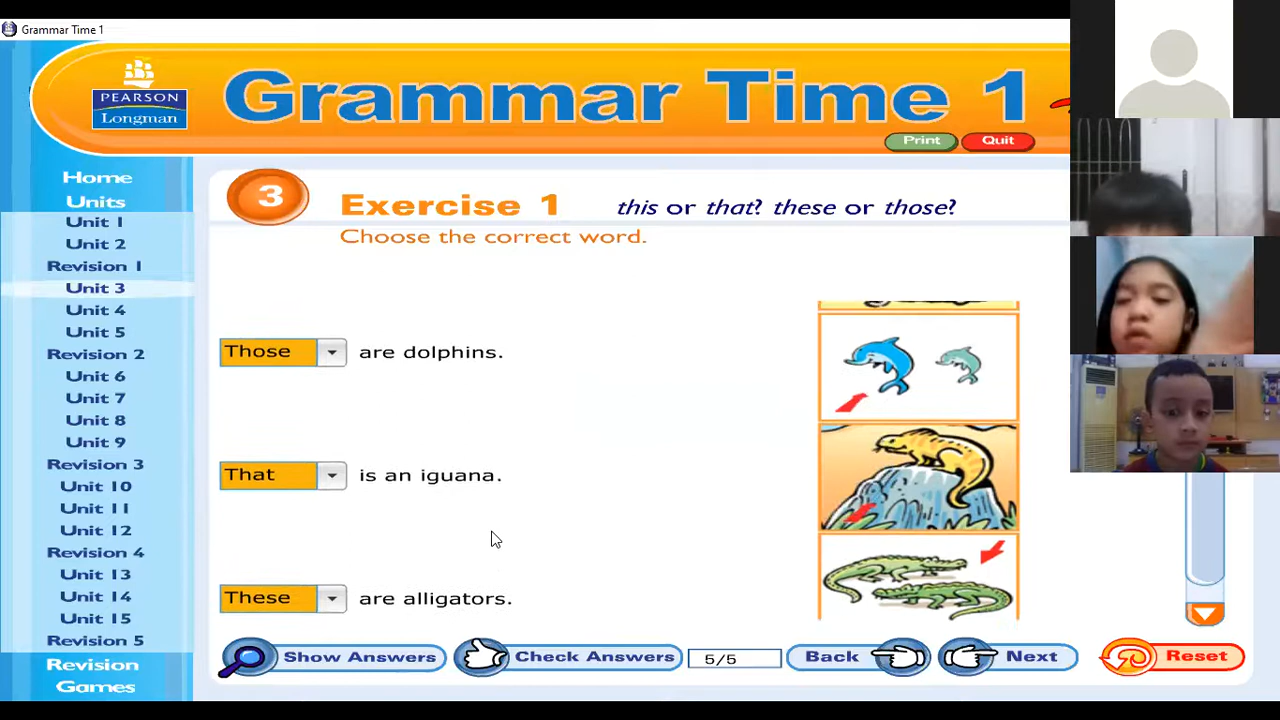 Grammar Time 1
PEARSON
Longman
Grammar Time 1
Print
Quit
Home
Units
Unit 1
Unit 2
Revision 1
Unit 3
Unit 4
Unit 5
Revision 2
Unit 6
Unit 7
Unit 8
Unit 9
Revision 3
Unit 10
Unit 11
Unit 12
Revision 4
Unit 13
Unit 14
Unit 15
Revision 5
Revision
Games
3
Exercise 1 this or that? these or those?
Choose the correct word.
Those are dolphins.
That is an iguana.
These are alligators.
Show Answers
Check Answers
5/5
Back
Next
Reset